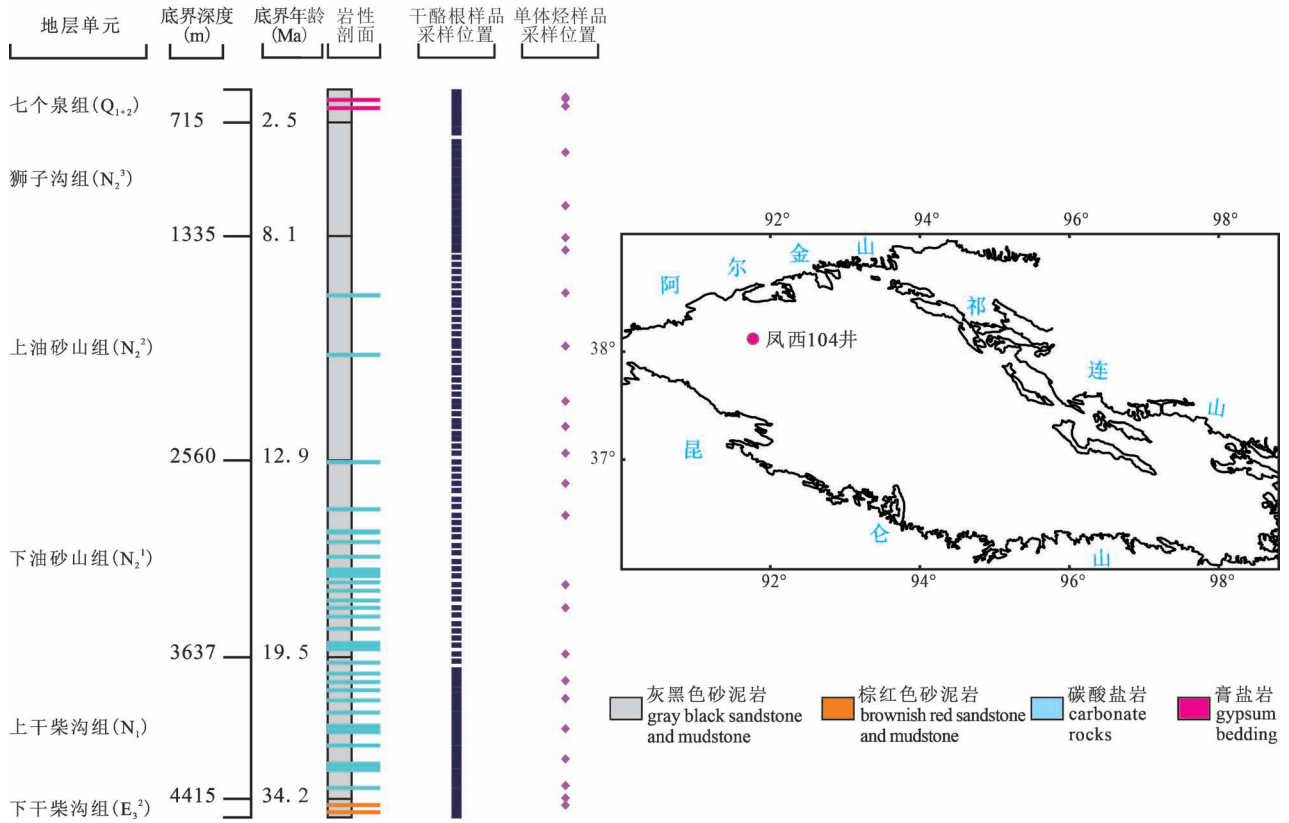 地层单元
底界深度
(m)
底界年龄
(Ma)
岩性
剖面
干酪根样品
采样位置
单体烃样品
采样位置
七个泉组(Q₁₊₂)
715
2.5
狮子沟组(N₂³)
1335
8.1
上油砂山组(N₂²)
2560
12.9
下油砂山组(N₂¹)
3637
19.5
上干柴沟组(N₁)
4415
34.2
下干柴沟组(E₃²)
92°
94°
96°
98°
阿尔金山
祁连山
凤西104井
38°
37°
昆仑山
92°
94°
96°
98°
灰黑色砂泥岩
gray black sandstone
and mudstone
棕红色砂泥岩
brownish red sandstone
and mudstone
碳酸盐岩
carbonate
rocks
膏盐岩
gypsum
bedding